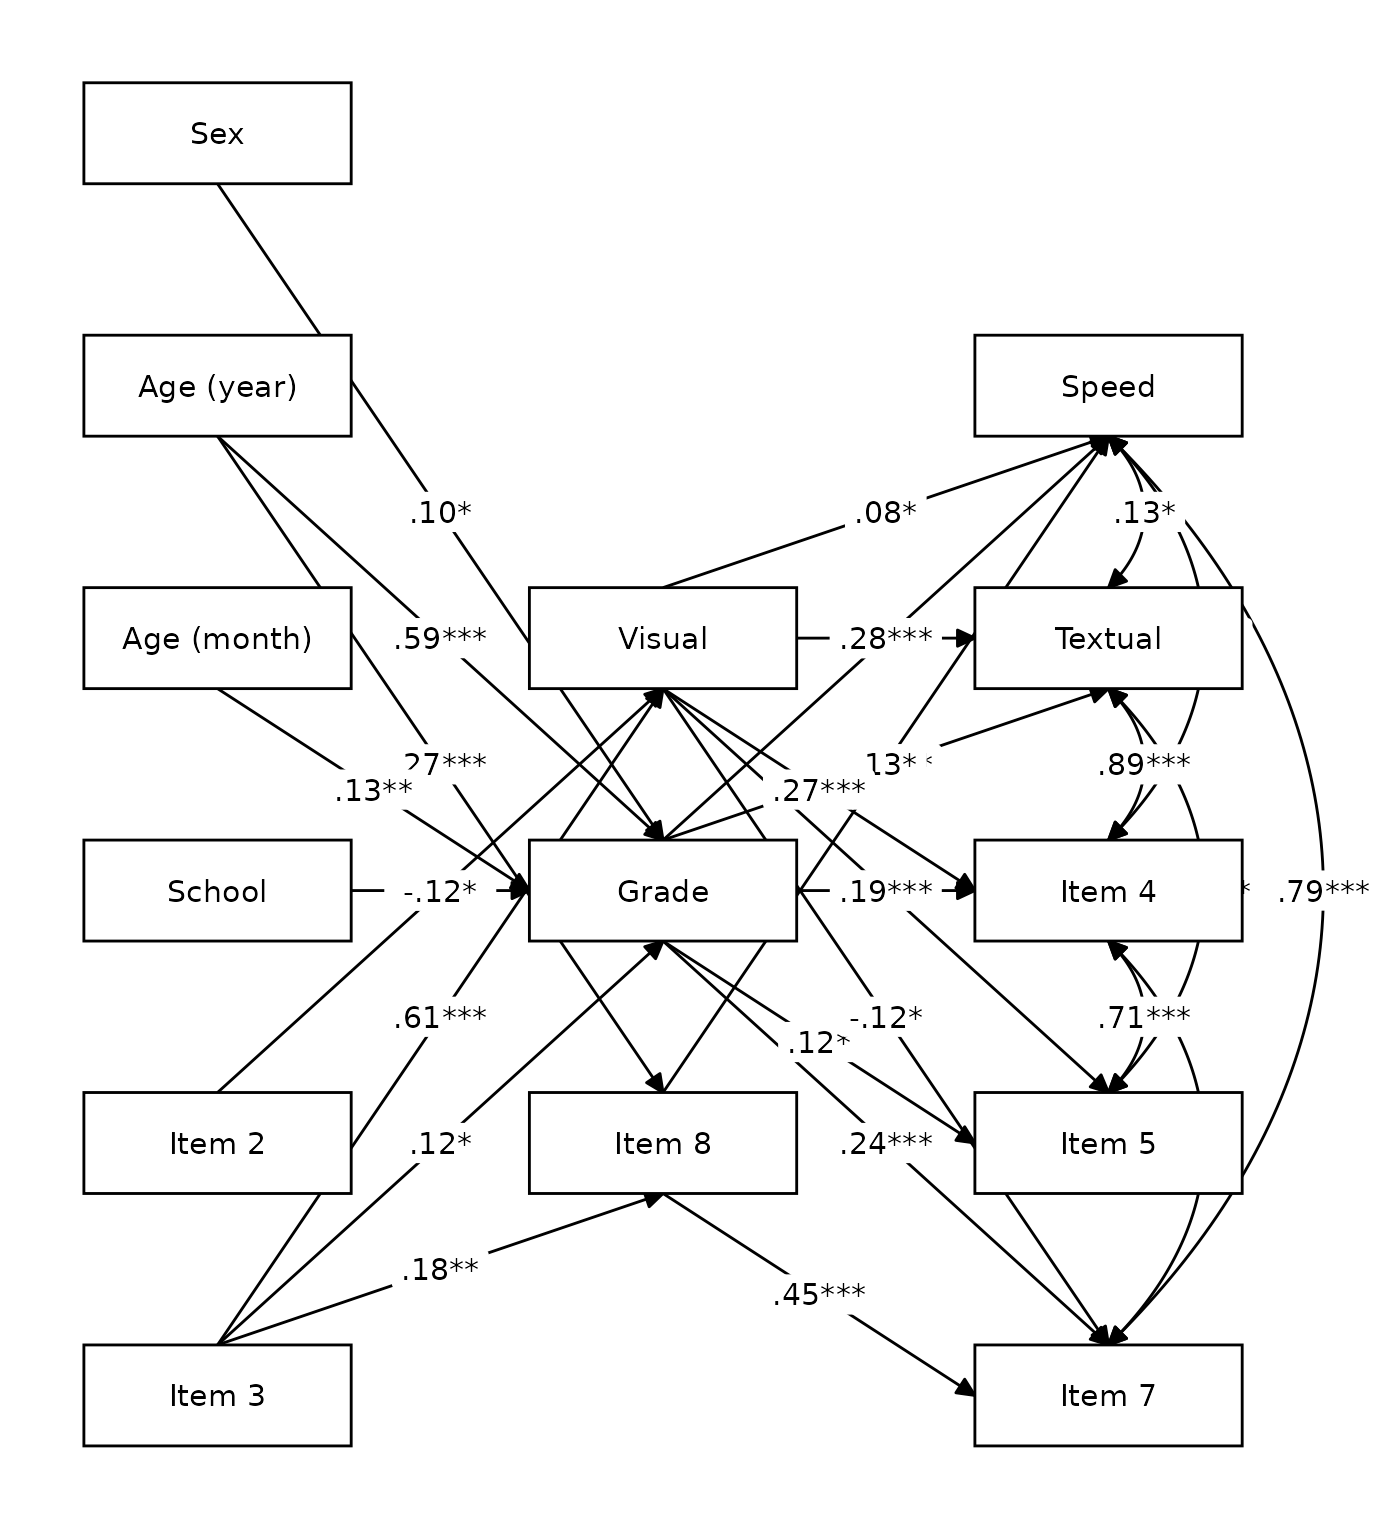 Sex
Age (year)
Speed
.10*
.08*
.13*
Age (month)
.59***
Visual
.28***
Textual
27***
13*
.89***
.13**
.27***
School
-.12*
Grade
.19***
Item 4
*
.79***
.61***
-.12*
.71***
.12*
Item 2
.12*
Item 8
.24***
Item 5
.18**
.45***
Item 3
Item 7